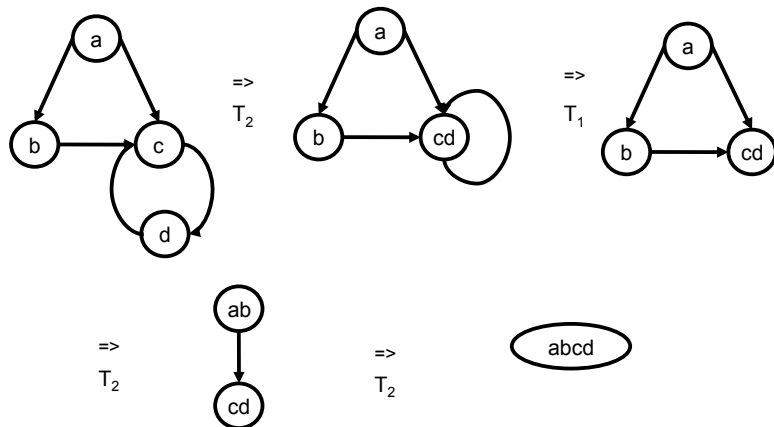 a
b
c
d
=>
T₂
a
b
cd
=>
T₁
a
b
cd
=>
T₂
ab
cd
=>
T₂
abcd